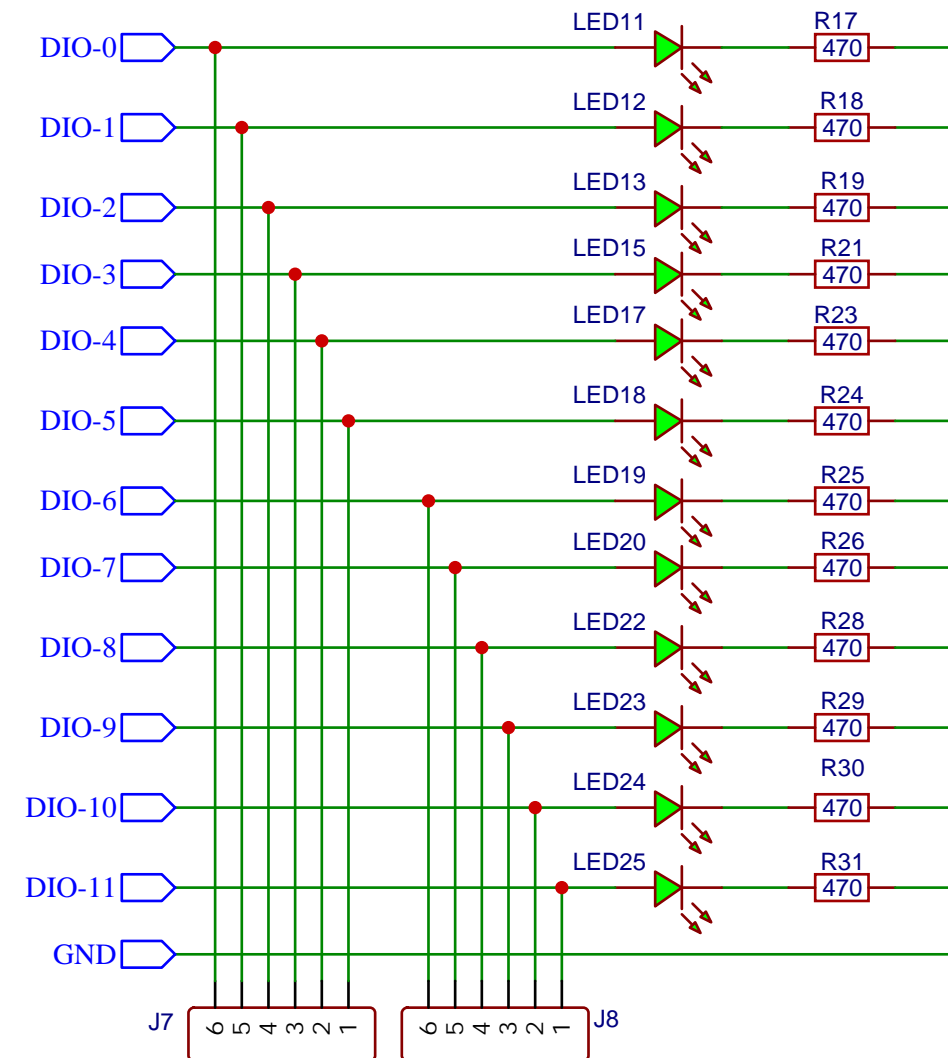 LED11 R17
DIO-0 470
LED12 R18
DIO-1 470
LED13 R19
DIO-2 470
LED15 R21
DIO-3 470
LED17 R23
DIO-4 470
LED18 R24
DIO-5 470
LED19 R25
DIO-6 470
LED20 R26
DIO-7 470
LED22 R28
DIO-8 470
LED23 R29
DIO-9 470
LED24 R30
DIO-10 470
LED25 R31
DIO-11 470
GND
J7 6 5 4 3 2 1 6 5 4 3 2 1 J8